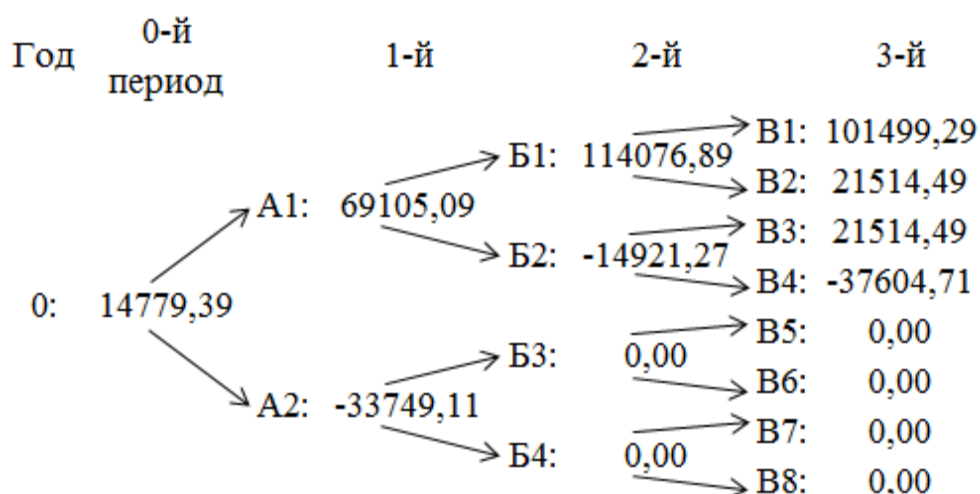 Год 0-й период 1-й 2-й 3-й
В1: 101499,29
Б1: 114076,89
В2: 21514,49
А1: 69105,09
В3: 21514,49
Б2: -14921,27
В4: -37604,71
0: 14779,39
В5: 0,00
Б3: 0,00
В6: 0,00
А2: -33749,11
В7: 0,00
Б4: 0,00
В8: 0,00